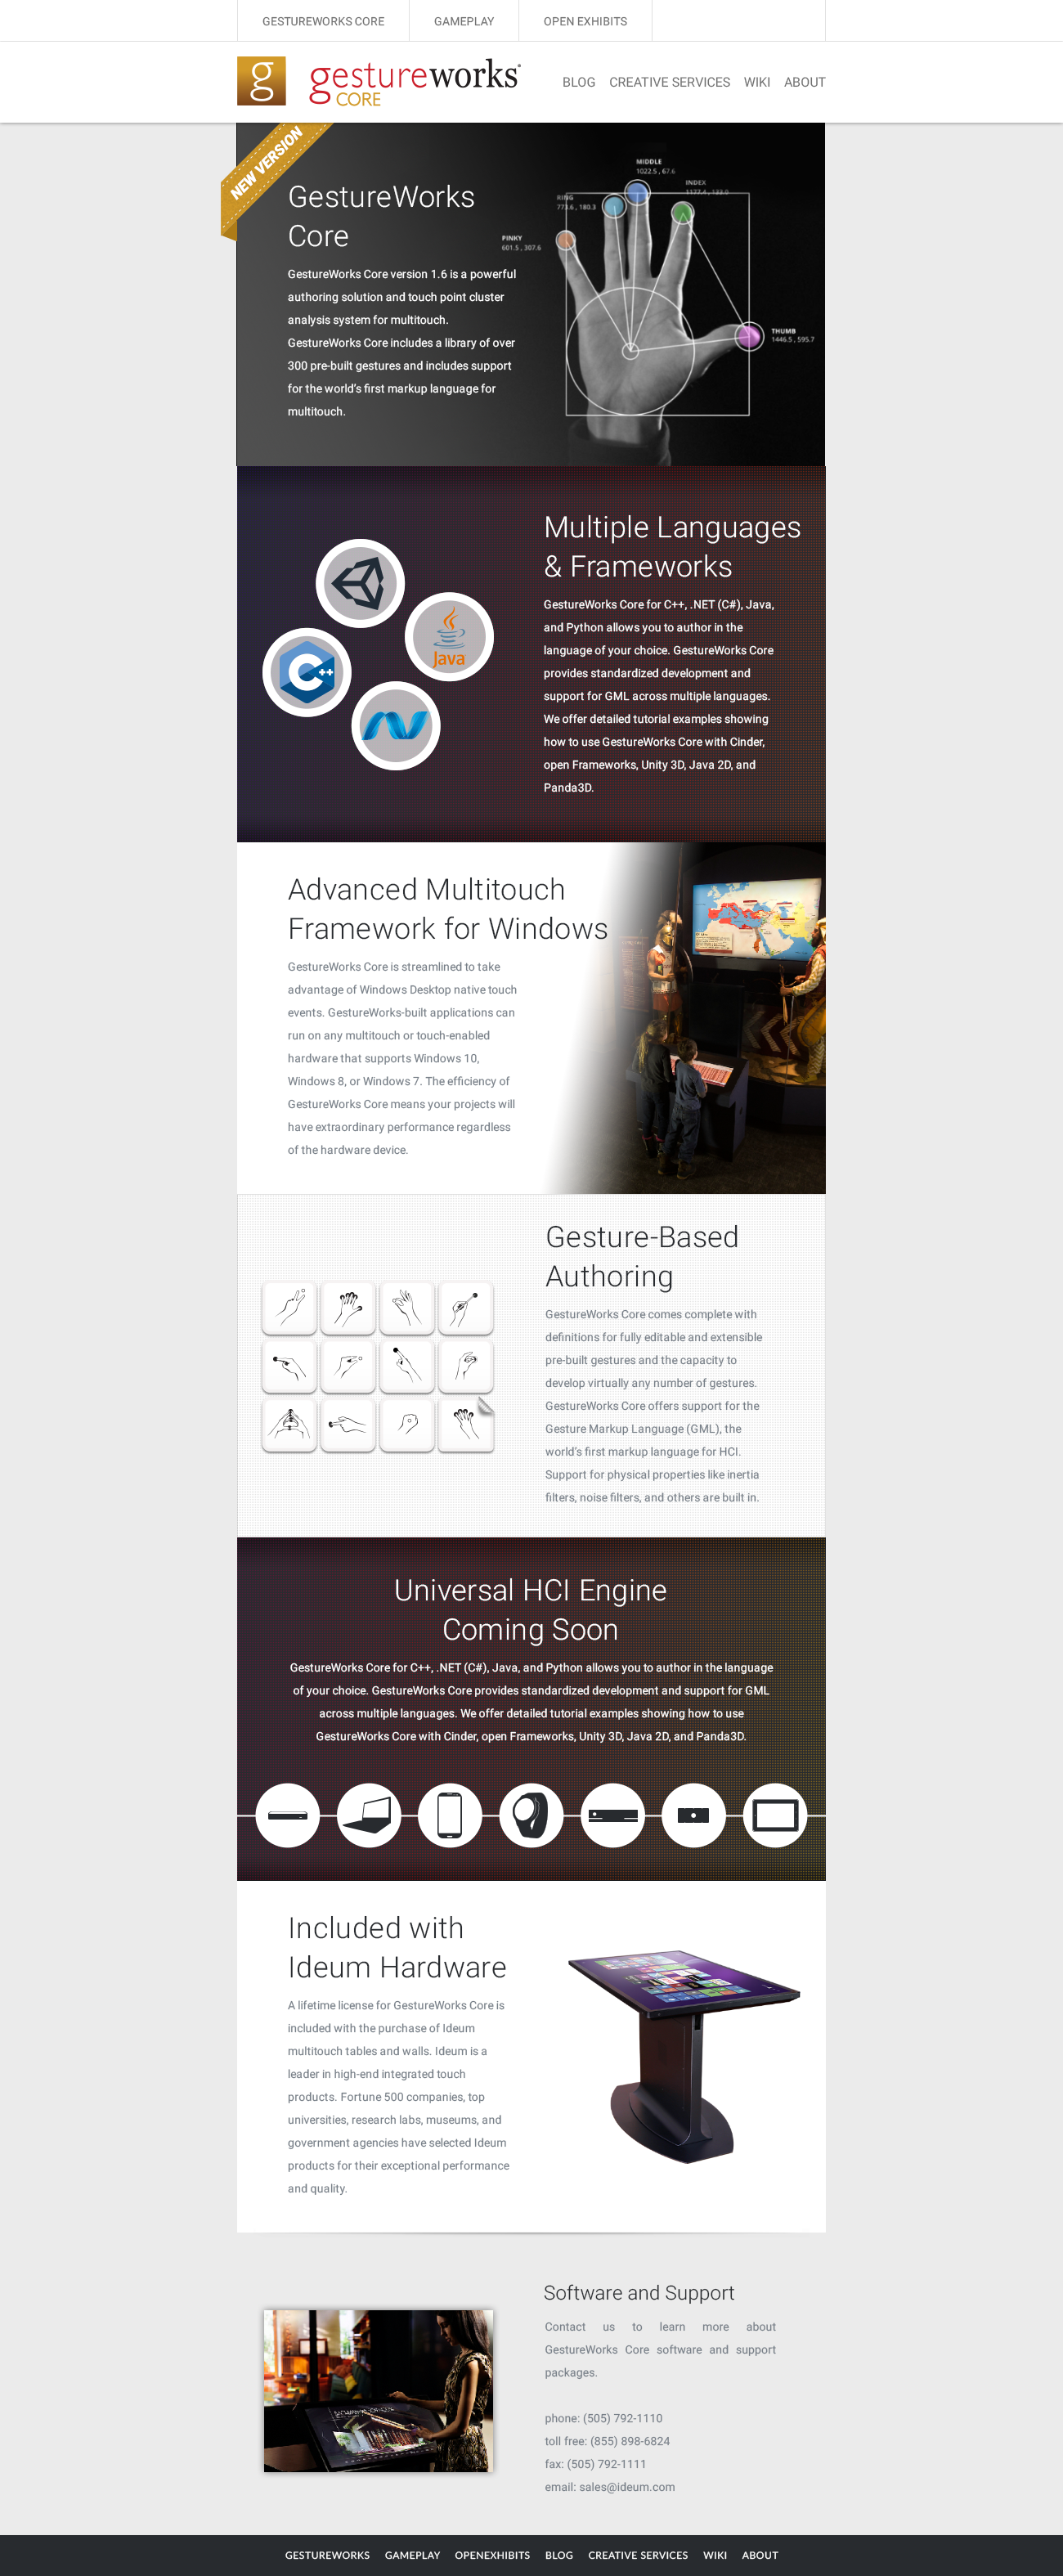 GESTUREWORKS CORE
GAMEPLAY
OPEN EXHIBITS
g
gestureworks
CORE
BLOG
CREATIVE SERVICES
WIKI
ABOUT
NEW VERSION
GestureWorks
Core
GestureWorks Core version 1.6 is a powerful
authoring solution and touch point cluster
analysis system for multitouch.
GestureWorks Core includes a library of over
300 pre-built gestures and includes support
for the world's first markup language for
multitouch.
MIDDLE
1022.5 , 67.6
INDEX
1177.4 , 133.0
RING
773.6 , 180.3
PINKY
601.5 , 307.6
THUMB
1446.5 , 595.7
Multiple Languages
& Frameworks
GestureWorks Core for C++, .NET (C#), Java,
and Python allows you to author in the
language of your choice. GestureWorks Core
provides standardized development and
support for GML across multiple languages.
We offer detailed tutorial examples showing
how to use GestureWorks Core with Cinder,
open Frameworks, Unity 3D, Java 2D, and
Panda3D.
Java
C++
Advanced Multitouch
Framework for Windows
GestureWorks Core is streamlined to take
advantage of Windows Desktop native touch
events. GestureWorks-built applications can
run on any multitouch or touch-enabled
hardware that supports Windows 10,
Windows 8, or Windows 7. The efficiency of
GestureWorks Core means your projects will
have extraordinary performance regardless
of the hardware device.
Gesture-Based
Authoring
GestureWorks Core comes complete with
definitions for fully editable and extensible
pre-built gestures and the capacity to
develop virtually any number of gestures.
GestureWorks Core offers support for the
Gesture Markup Language (GML), the
world's first markup language for HCI.
Support for physical properties like inertia
filters, noise filters, and others are built in.
Universal HCI Engine
Coming Soon
GestureWorks Core for C++, .NET (C#), Java, and Python allows you to author in the language
of your choice. GestureWorks Core provides standardized development and support for GML
across multiple languages. We offer detailed tutorial examples showing how to use
GestureWorks Core with Cinder, open Frameworks, Unity 3D, Java 2D, and Panda3D.
Included with
Ideum Hardware
A lifetime license for GestureWorks Core is
included with the purchase of Ideum
multitouch tables and walls. Ideum is a
leader in high-end integrated touch
products. Fortune 500 companies, top
universities, research labs, museums, and
government agencies have selected Ideum
products for their exceptional performance
and quality.
Software and Support
Contact us to learn more about
GestureWorks Core software and support
packages.
phone: (505) 792-1110
toll free: (855) 898-6824
fax: (505) 792-1111
email: sales@ideum.com
GESTUREWORKS
GAMEPLAY
OPENEXHIBITS
BLOG
CREATIVE SERVICES
WIKI
ABOUT